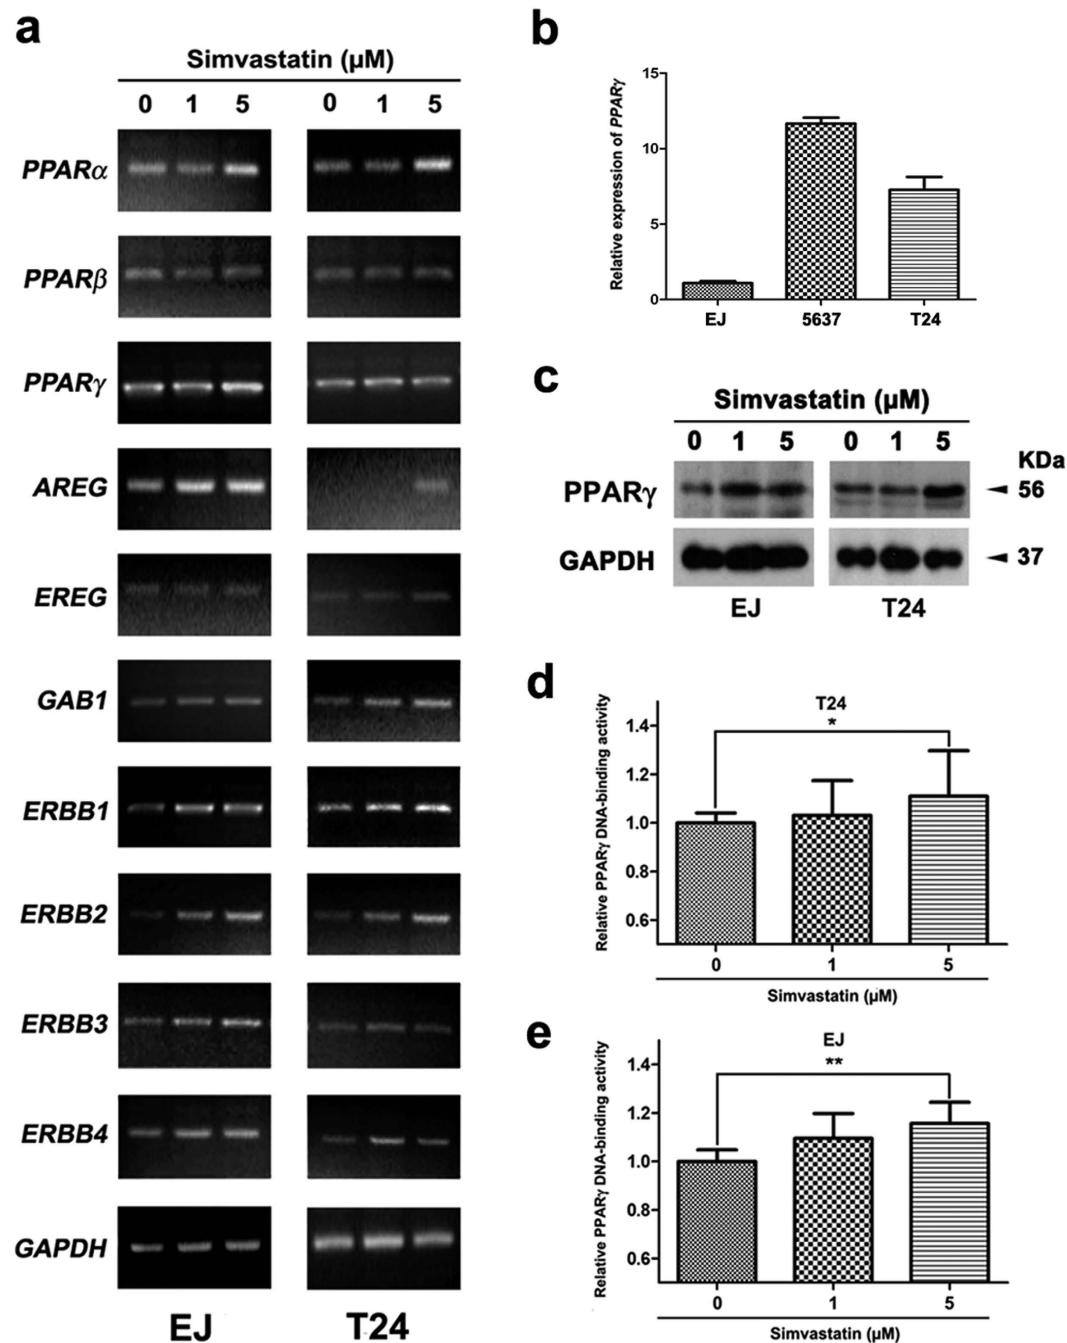 a
Simvastatin (µM)
0 1 5 0 1 5
PPARα
PPARβ
PPARγ
AREG
EREG
GAB1
ERBB1
ERBB2
ERBB3
ERBB4
GAPDH
EJ T24
b
Relative expression of PPARγ
15
10
5
0
EJ 5637 T24
c
Simvastatin (µM)
0 1 5 0 1 5
KDa
PPARγ 56
GAPDH 37
EJ T24
d
Relative PPARγ DNA-binding activity
T24
*
1.4
1.2
1.0
0.8
0.6
0 1 5
Simvastatin (µM)
e
Relative PPARγ DNA-binding activity
EJ
**
1.4
1.2
1.0
0.8
0.6
0 1 5
Simvastatin (µM)